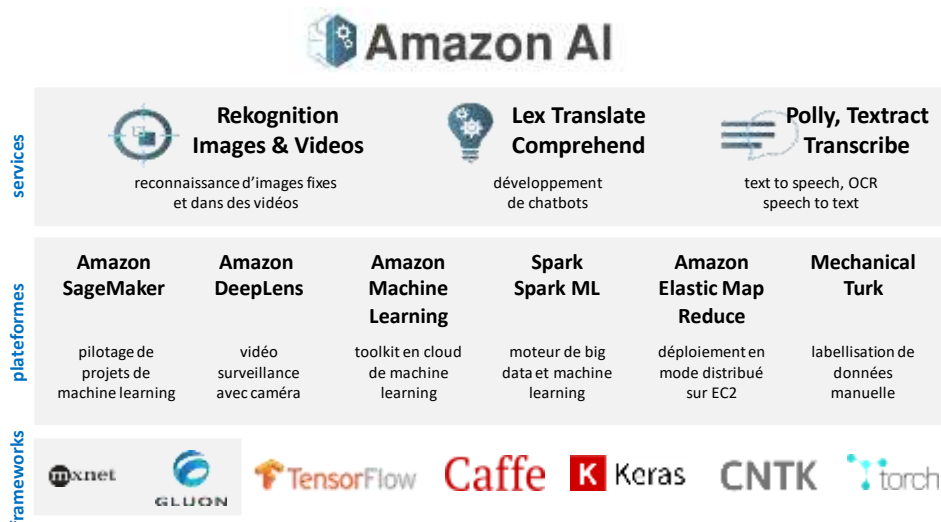 Amazon AI
services
Rekognition
Images & Videos
reconnaissance d'images fixes
et dans des vidéos
Lex Translate
Comprehend
développement
de chatbots
Polly, Textract
Transcribe
text to speech, OCR
speech to text
plateformes
Amazon
SageMaker
pilotage de
projets de
machine learning
Amazon
DeepLens
vidéo
surveillance
avec caméra
Amazon
Machine
Learning
toolkit en cloud
de machine
learning
Spark
Spark ML
moteur de big
data et machine
learning
Amazon
Elastic Map
Reduce
déploiement en
mode distribué
sur EC2
Mechanical
Turk
labellisation de
données
manuelle
frameworks
mxnet
GLUON
TensorFlow
Caffe
K Keras
CNTK
torch